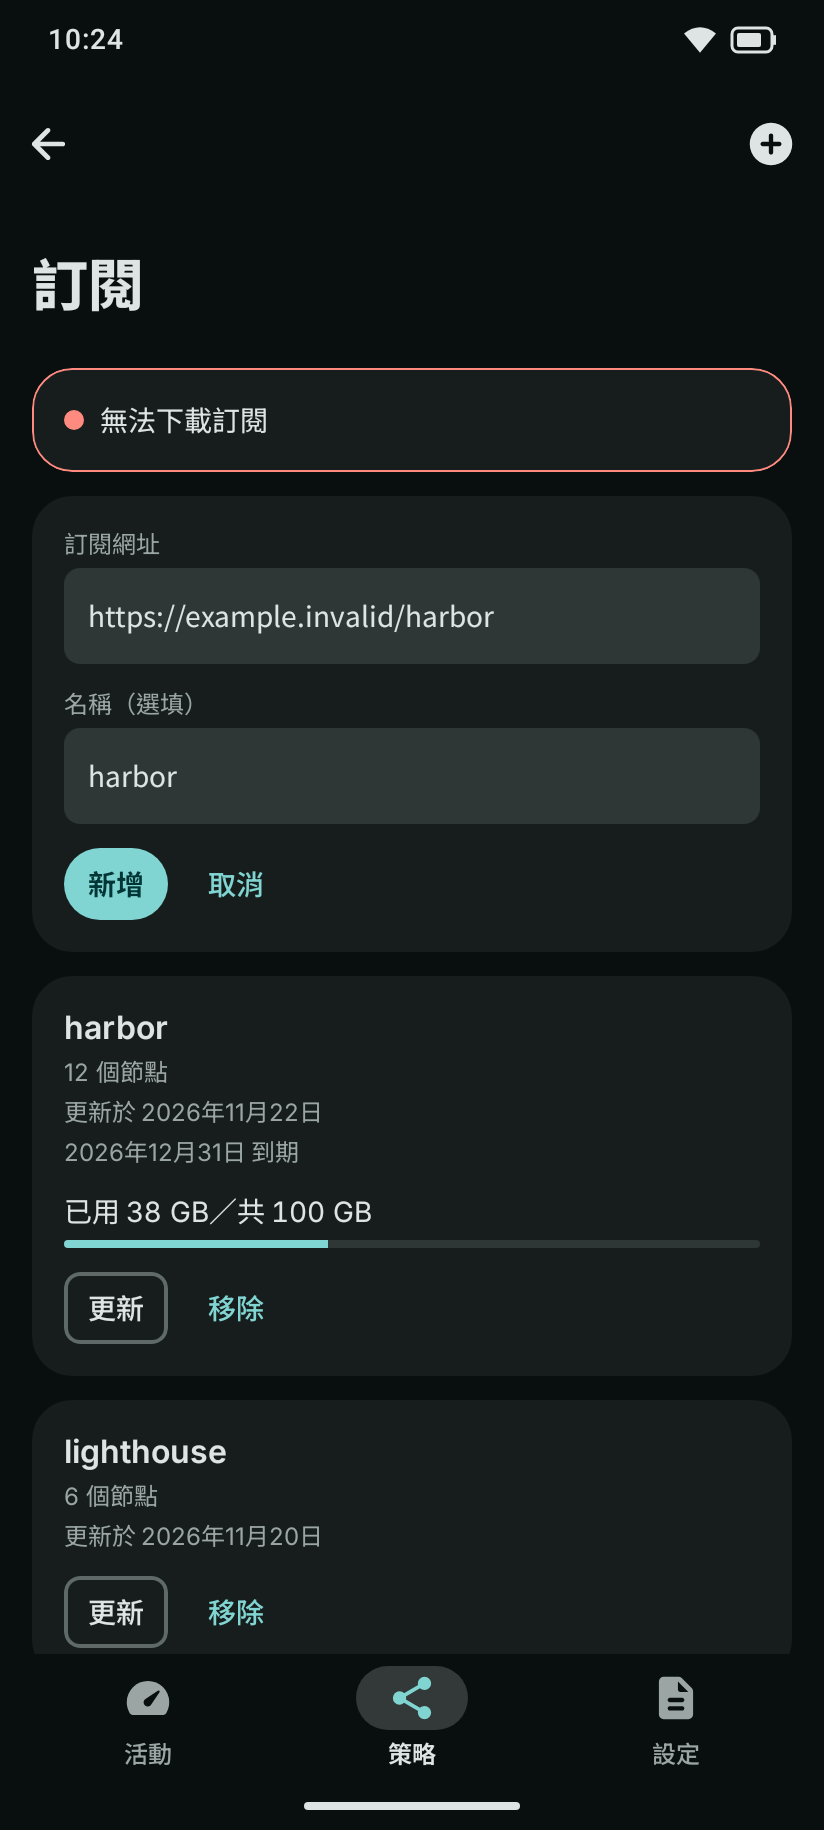 10:24
訂閱
無法下載訂閱
訂閱網址
https://example.invalid/harbor
名稱（選填）
harbor
新增
取消
harbor
12 個節點
更新於 2026年11月22日
2026年12月31日 到期
已用 38 GB／共 100 GB
更新
移除
lighthouse
6 個節點
更新於 2026年11月20日
更新
移除
活動
策略
設定